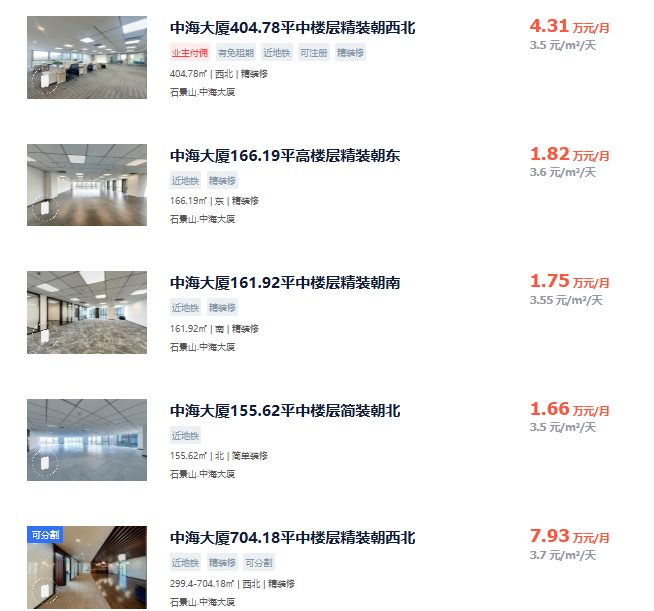 中海大厦404.78平中楼层精装朝西北
4.31 万元/月
业主付佣 有免租期 近地铁 可注册 精装修
3.5 元/m²/天
404.78㎡ | 西北 | 精装修
石景山.中海大厦
中海大厦166.19平高楼层精装朝东
1.82 万元/月
近地铁 精装修
3.6 元/m²/天
166.19㎡ | 东 | 精装修
石景山.中海大厦
中海大厦161.92平中楼层精装朝南
1.75 万元/月
近地铁 精装修
3.55 元/m²/天
161.92㎡ | 南 | 精装修
石景山.中海大厦
中海大厦155.62平中楼层简装朝北
1.66 万元/月
近地铁
3.5 元/m²/天
155.62㎡ | 北 | 简单装修
石景山.中海大厦
可分割
中海大厦704.18平中楼层精装朝西北
7.93 万元/月
近地铁 精装修 可分割
3.7 元/m²/天
299.4-704.18㎡ | 西北 | 精装修
石景山.中海大厦